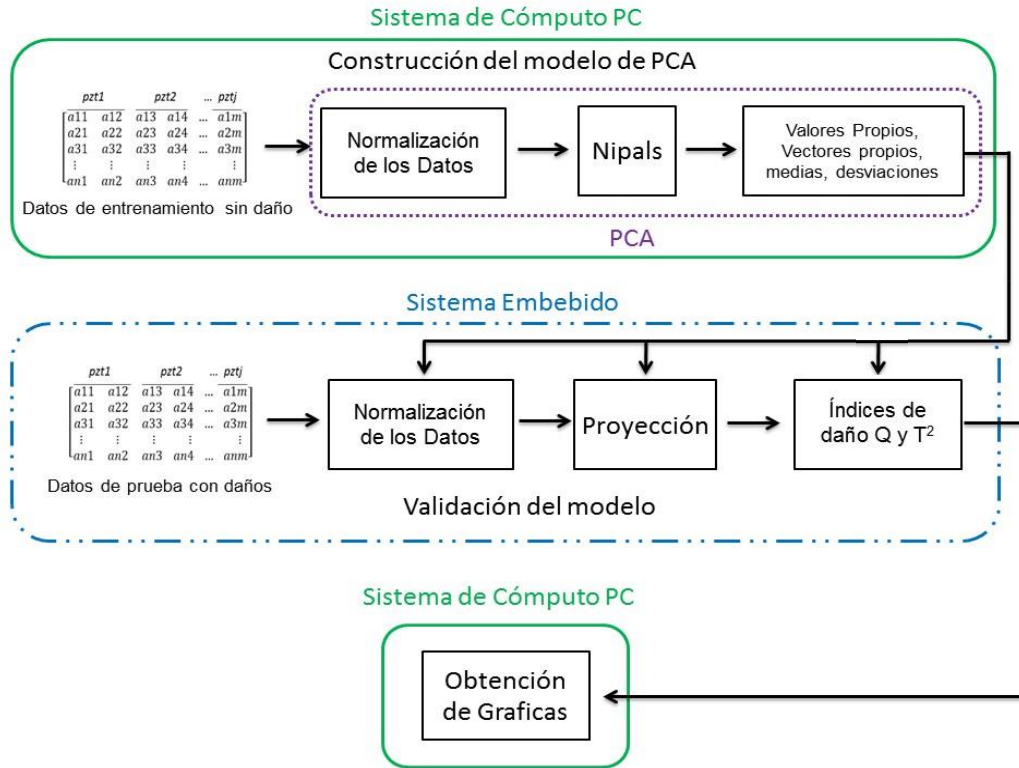 Sistema de Cómputo PC
Construcción del modelo de PCA
pzt1 pzt2 ... pztj
a11 a12 a13 a14 ... a1m
a21 a22 a23 a24 ... a2m
a31 a32 a33 a34 ... a3m
⋮ ⋮ ⋮ ⋮ ⋮
an1 an2 an3 an4 ... anm
Datos de entrenamiento sin daño
Normalización
de los Datos
Nipals
Valores Propios,
Vectores propios,
medias, desviaciones
PCA
Sistema Embebido
pzt1 pzt2 ... pztj
a11 a12 a13 a14 ... a1m
a21 a22 a23 a24 ... a2m
a31 a32 a33 a34 ... a3m
⋮ ⋮ ⋮ ⋮ ⋮
an1 an2 an3 an4 ... anm
Datos de prueba con daños
Normalización
de los Datos
Proyección
Índices de
daño Q y T²
Validación del modelo
Sistema de Cómputo PC
Obtención
de Graficas